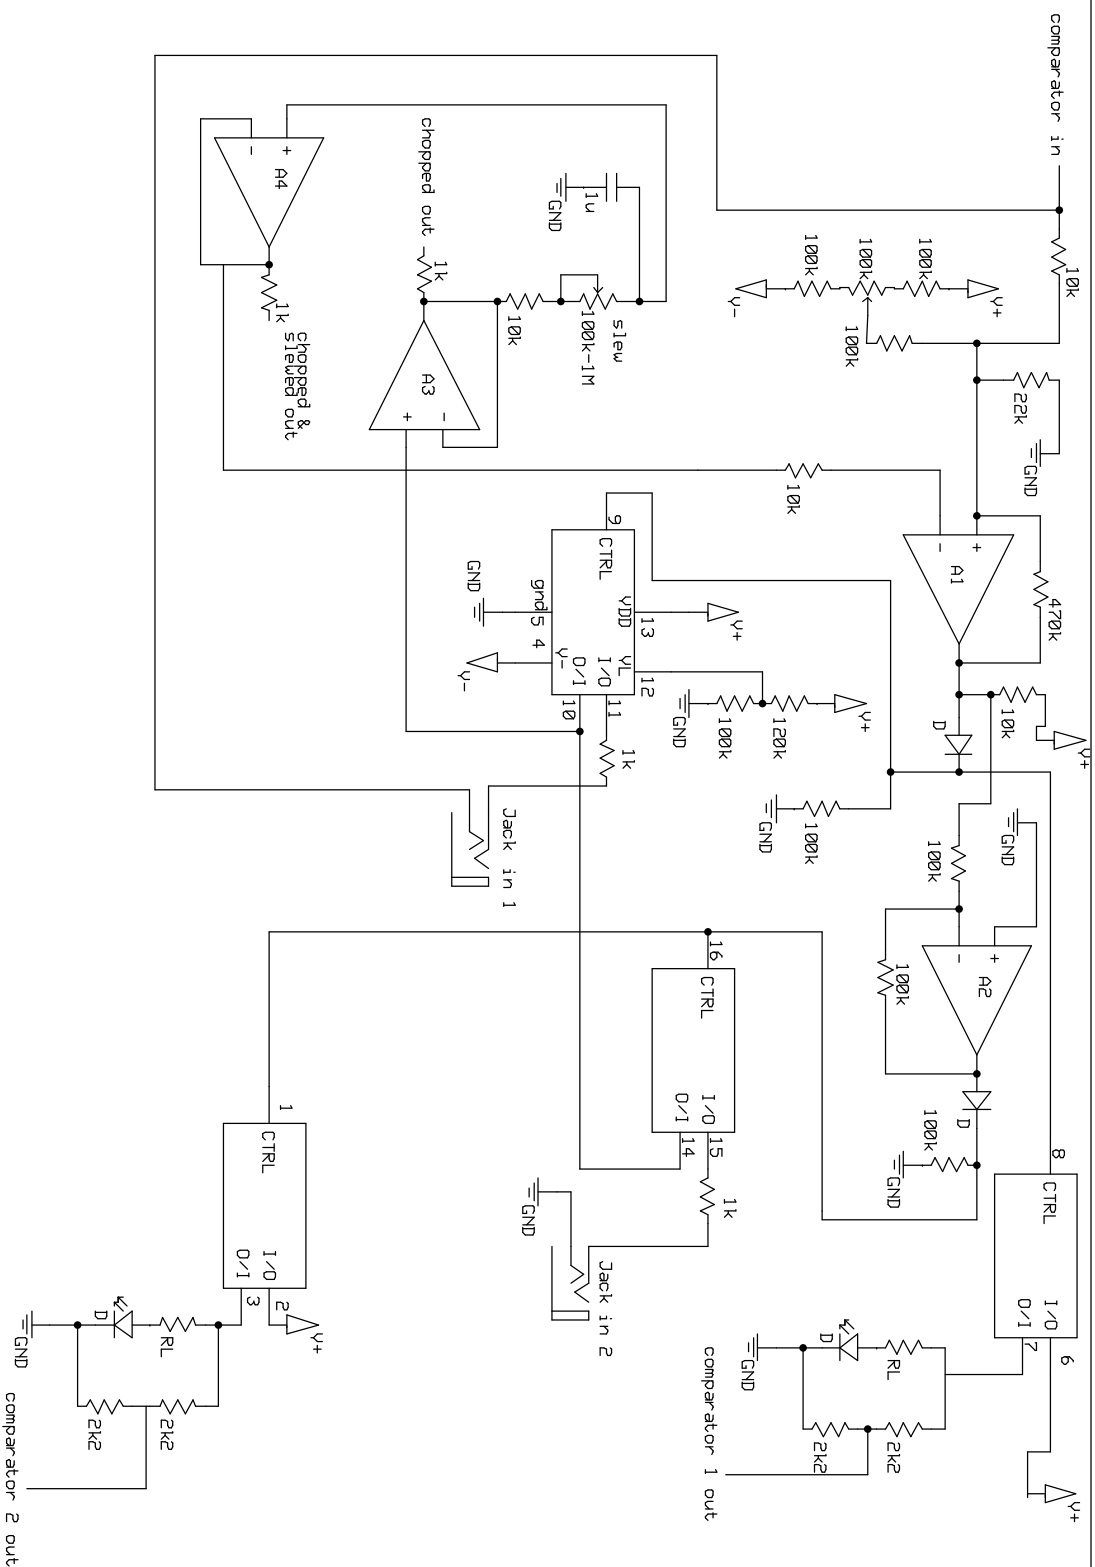 comparator in
10k
V+
100k
100k
100k
V-
100k
22k
GND
470k
A1
+
-
10k
10k
V+
D
GND
100k
100k
A2
+
-
D
100k
GND
100k
GND
8
CTRL
I/O
O/I
6
7
V+
RL
D
GND
2k2
2k2
comparator 1 out
V+
120k
100k
GND
V+
9
CTRL
VDD
13
VL
12
I/O
11
O/I
10
gnd
5
4
V-
GND
V-
1k
Jack in 1
16
CTRL
I/O
15
O/I
14
1k
GND
Jack in 2
slew
100k-1M
10k
1u
GND
chopped out
1k
A3
-
+
A4
+
-
1k
chopped &
slewed out
1
CTRL
I/O
2
O/I
3
V+
RL
D
GND
2k2
2k2
comparator 2 out